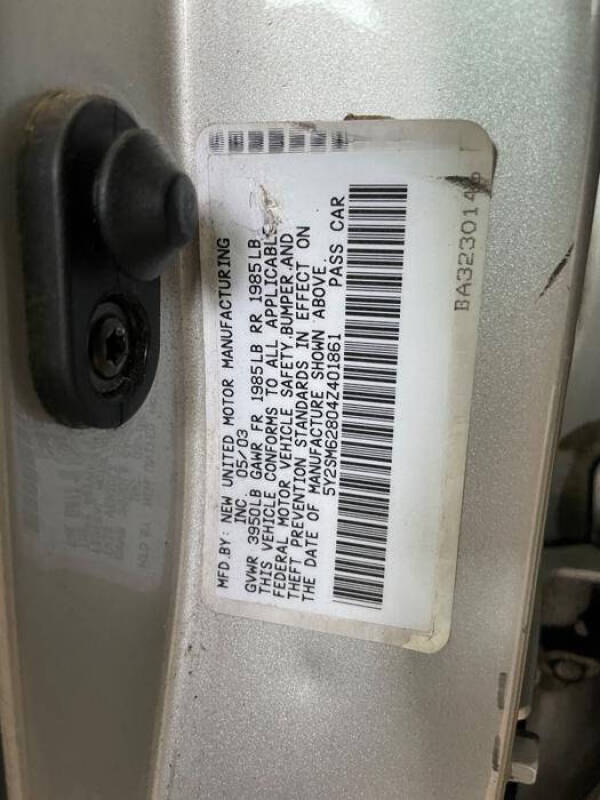 MFD.BY: NEW UNITED MOTOR MANUFACTURING
INC. 05/03
GVWR 3950LB GAWR FR 1985LB RR 1985LB
THIS VEHICLE CONFORMS TO ALL APPLICABLE
FEDERAL MOTOR VEHICLE SAFETY,BUMPER,AND
THEFT PREVENTION STANDARDS IN EFFECT ON
THE DATE OF MANUFACTURE SHOWN ABOVE.
5Y2SM62804Z401861 PASS CAR
BA323014